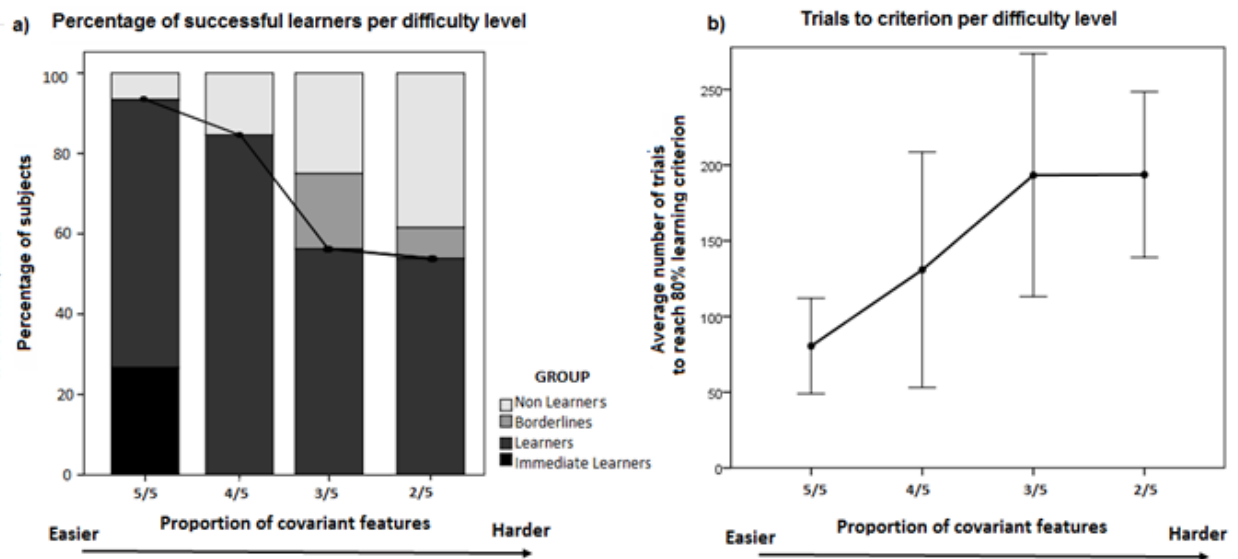 a) Percentage of successful learners per difficulty level
Percentage of subjects
100
80
60
40
20
0
5/5 4/5 3/5 2/5
Proportion of covariant features
Easier Harder
GROUP
Non Learners
Borderlines
Learners
Immediate Learners
b) Trials to criterion per difficulty level
Average number of trials
to reach 80% learning criterion
250
200
150
100
50
0
5/5 4/5 3/5 2/5
Proportion of covariant features
Easier Harder